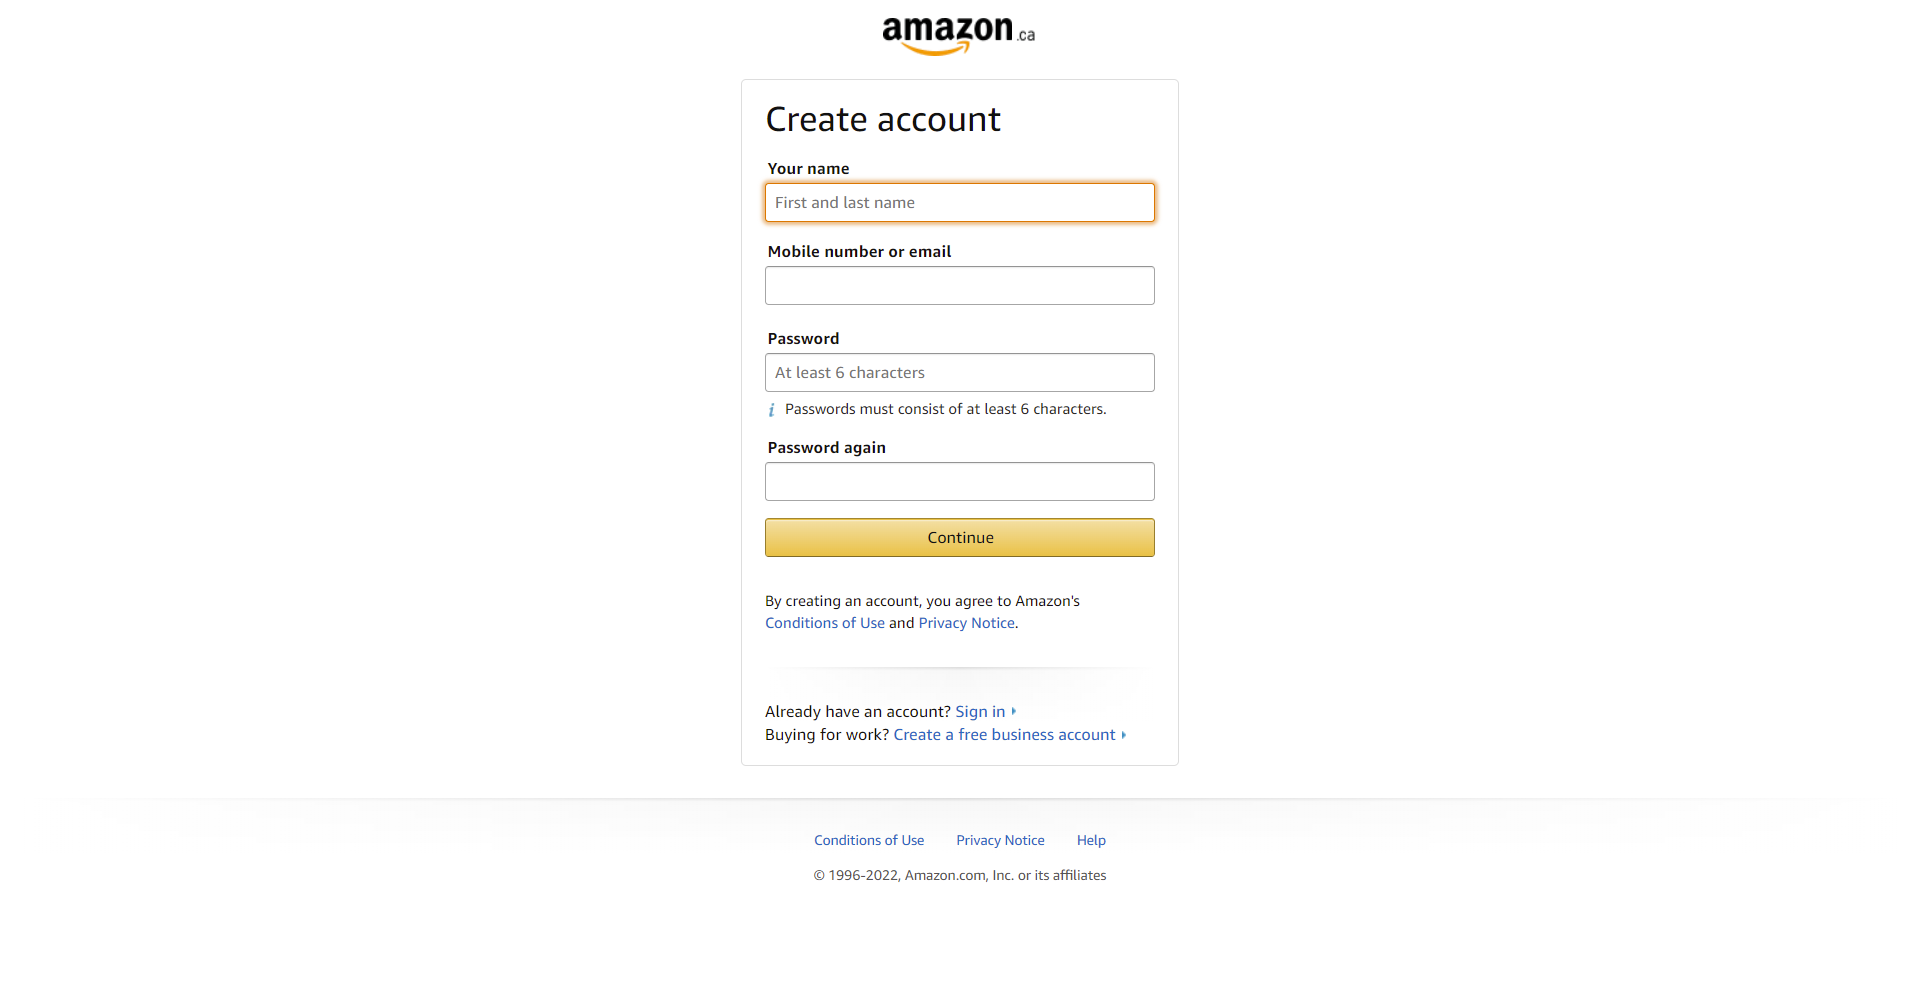 amazon.ca
Create account
Your name
First and last name
Mobile number or email
Password
At least 6 characters
i Passwords must consist of at least 6 characters.
Password again
Continue
By creating an account, you agree to Amazon's
Conditions of Use and Privacy Notice.
Already have an account? Sign in
Buying for work? Create a free business account
Conditions of Use Privacy Notice Help
© 1996-2022, Amazon.com, Inc. or its affiliates